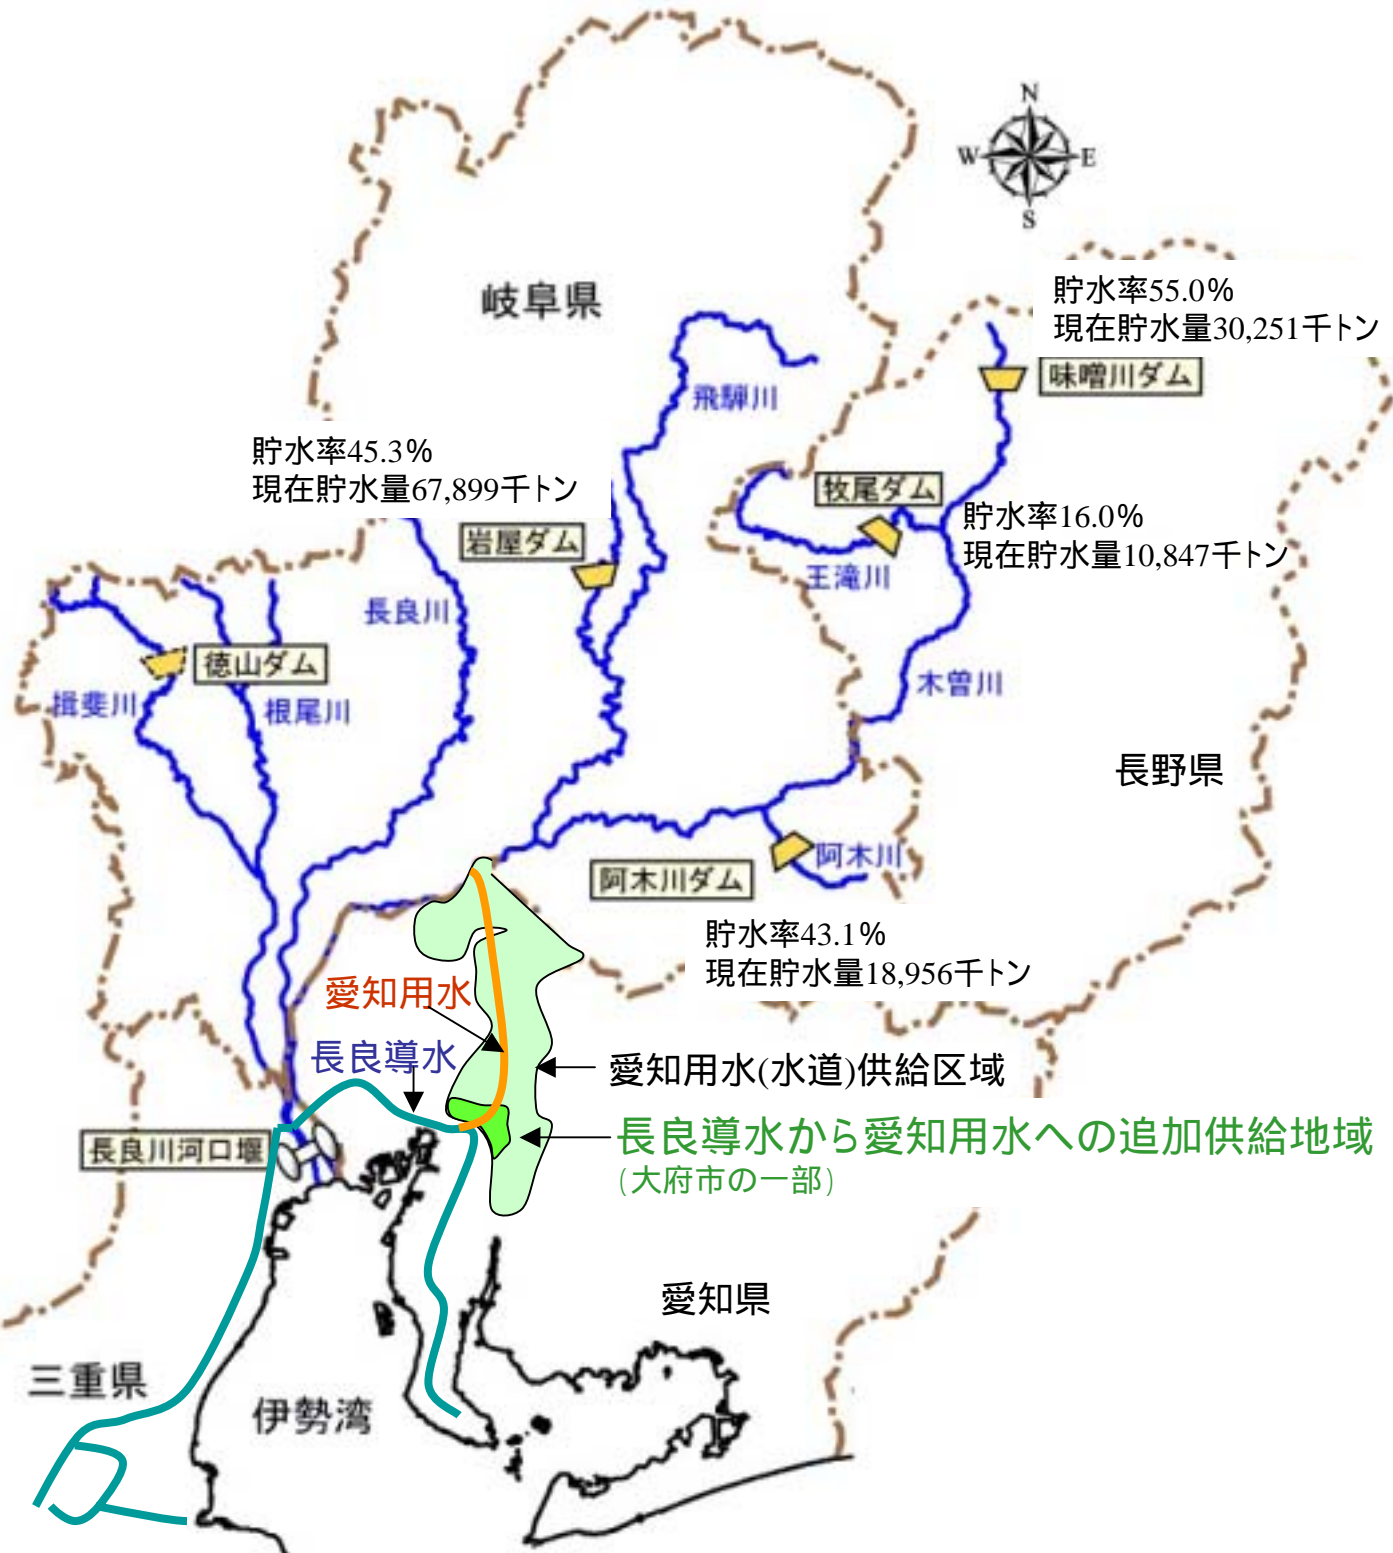 N
W
E
S
岐阜県
貯水率55.0%
現在貯水量30,251千トン
味噌川ダム
飛騨川
貯水率45.3%
現在貯水量67,899千トン
牧尾ダム
貯水率16.0%
現在貯水量10,847千トン
岩屋ダム
王滝川
長良川
徳山ダム
揖斐川
根尾川
木曽川
長野県
阿木川
阿木川ダム
貯水率43.1%
現在貯水量18,956千トン
愛知用水
長良導水
愛知用水(水道)供給区域
長良川河口堰
長良導水から愛知用水への追加供給地域
(大府市の一部)
愛知県
三重県
伊勢湾